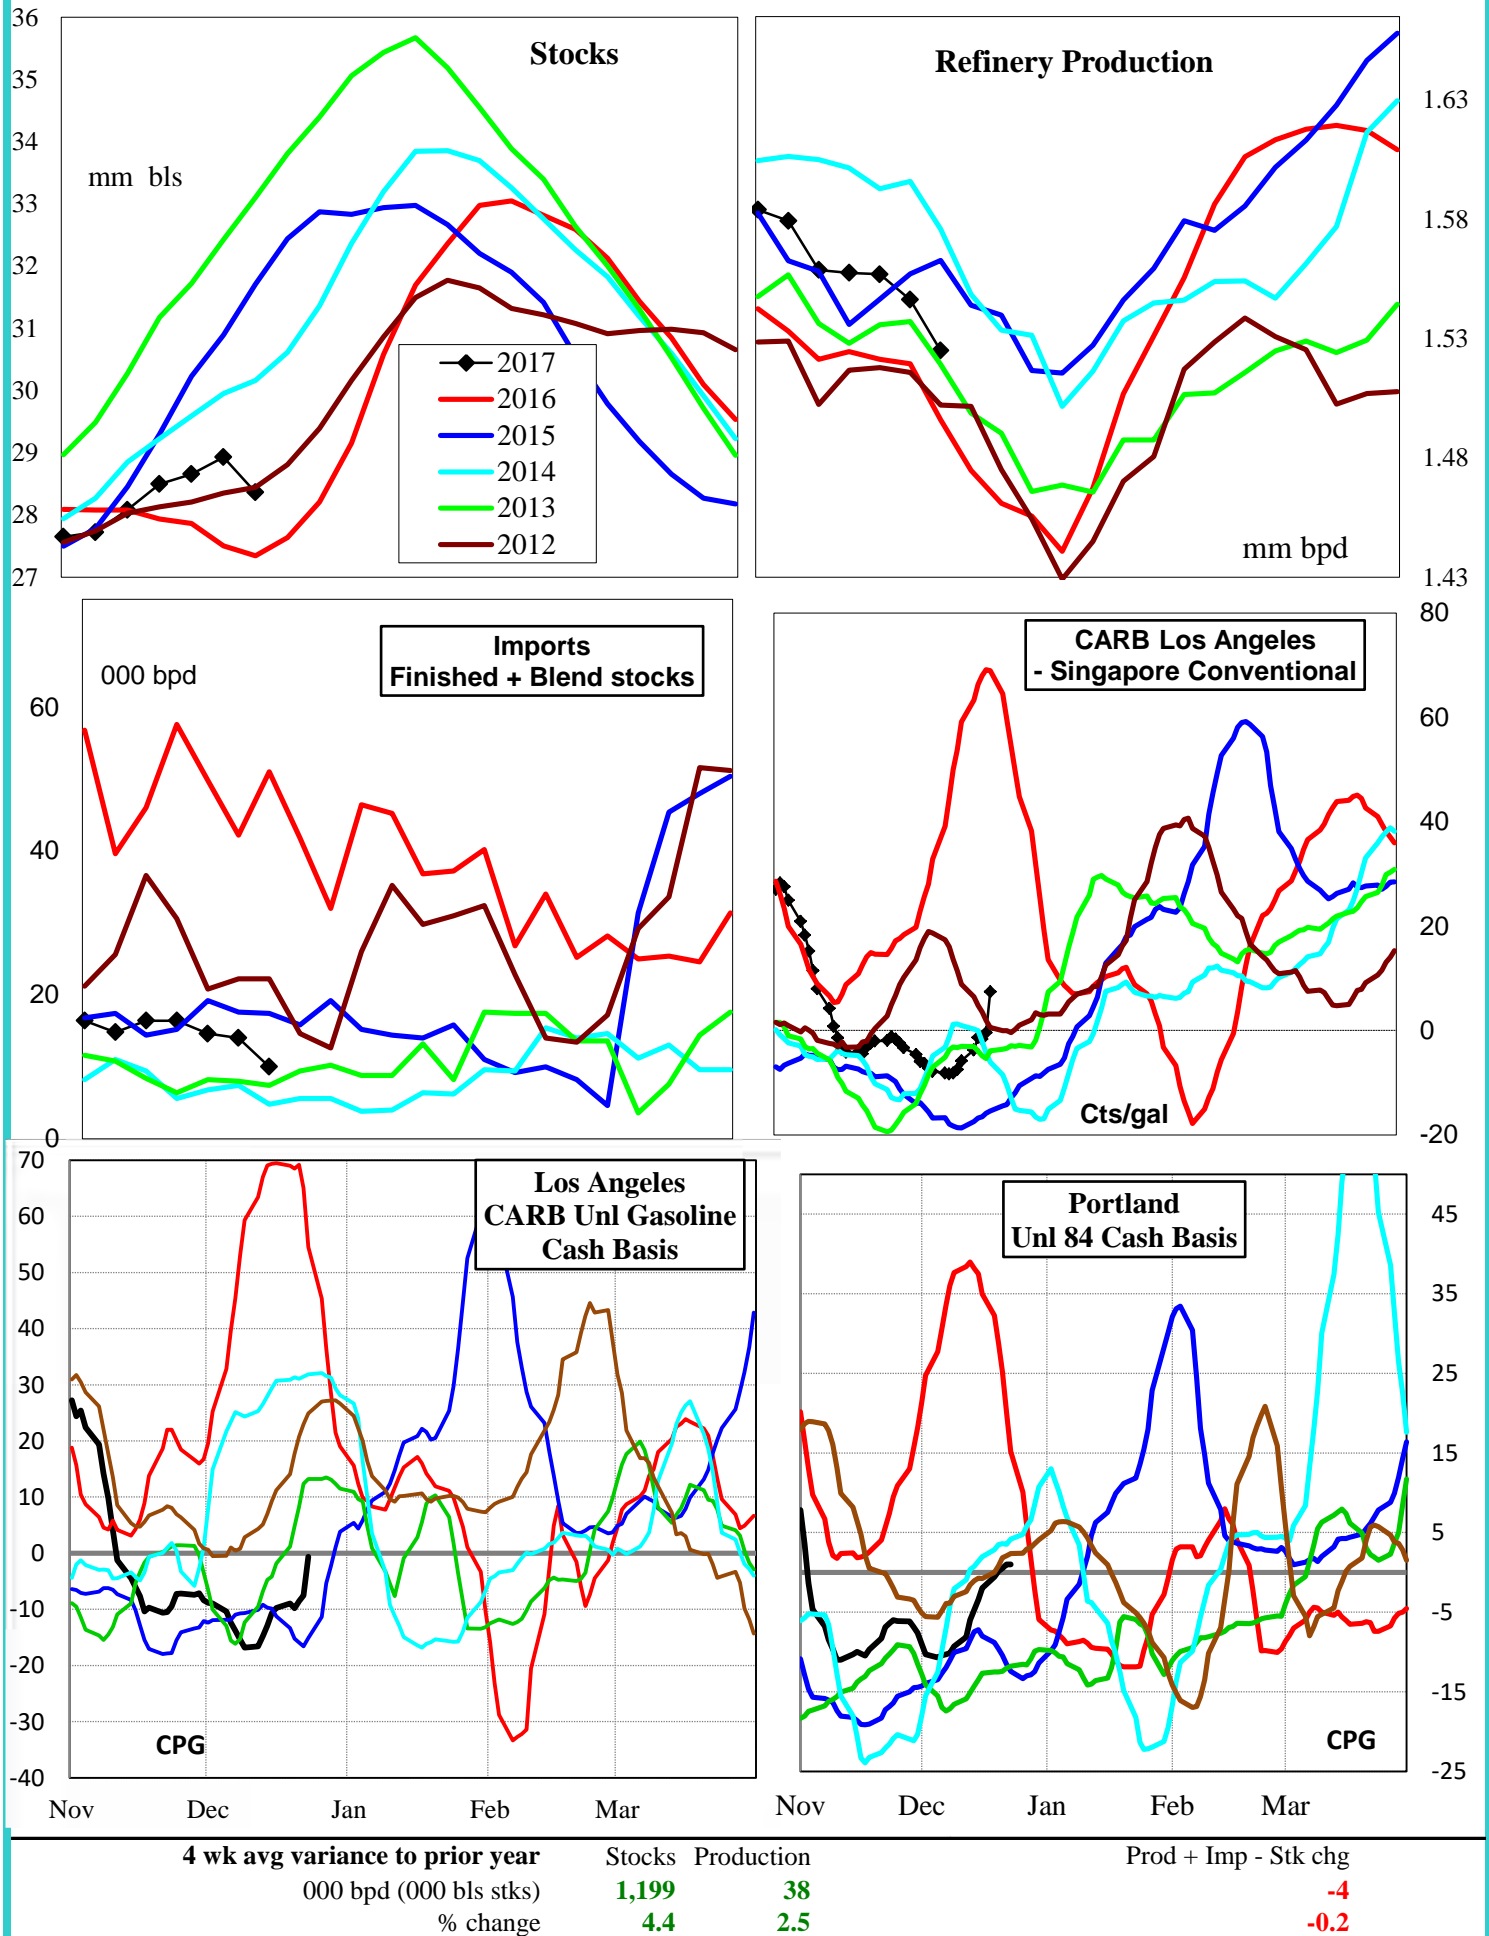 Stocks
mm bls
36
35
34
33
32
31
30
29
28
27
2017
2016
2015
2014
2013
2012
Refinery Production
1.63
1.58
1.53
1.48
1.43
mm bpd
Imports
Finished + Blend stocks
000 bpd
60
40
20
0
CARB Los Angeles
- Singapore Conventional
80
60
40
20
0
-20
Cts/gal
Los Angeles
CARB Unl Gasoline
Cash Basis
70
60
50
40
30
20
10
0
-10
-20
-30
-40
CPG
Nov Dec Jan Feb Mar
Portland
Unl 84 Cash Basis
45
35
25
15
5
-5
-15
-25
CPG
Nov Dec Jan Feb Mar
4 wk avg variance to prior year Stocks Production Prod + Imp - Stk chg
000 bpd (000 bls stks) 1,199 38 -4
% change 4.4 2.5 -0.2